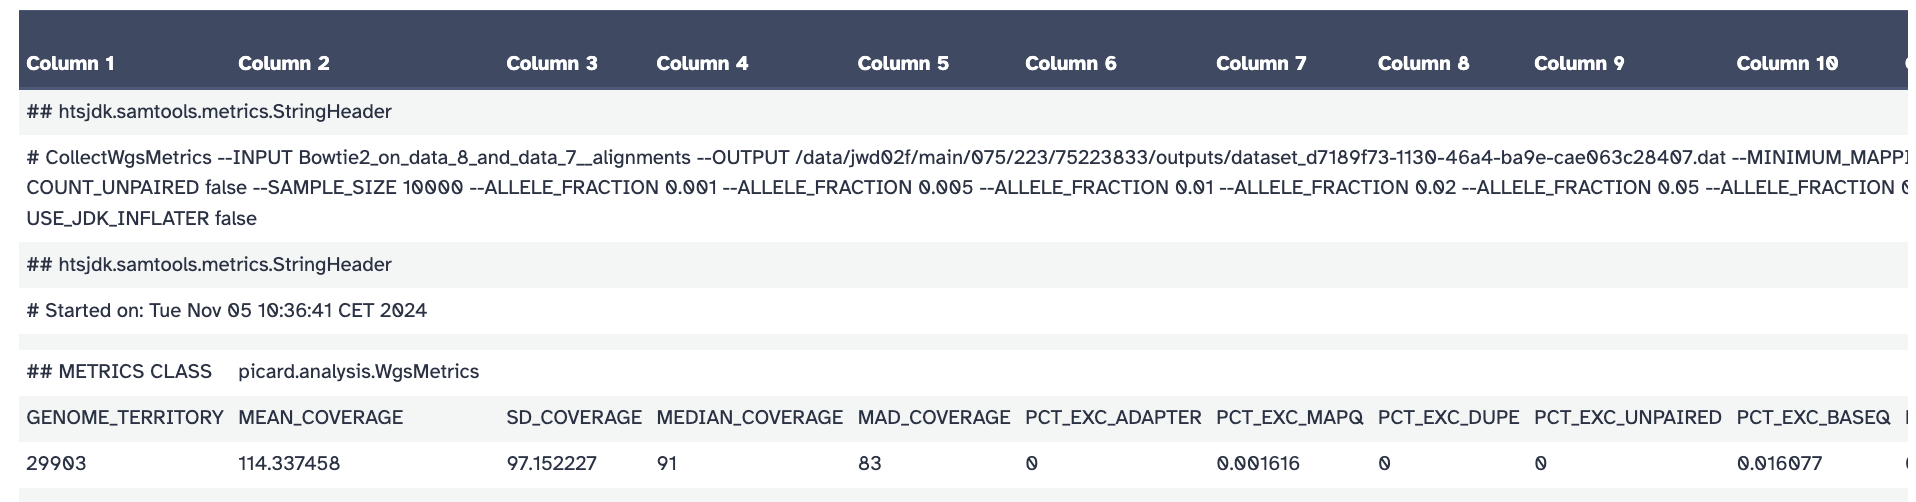 Column 1 Column 2 Column 3 Column 4 Column 5 Column 6 Column 7 Column 8 Column 9 Column 10
## htsjdk.samtools.metrics.StringHeader
# CollectWgsMetrics --INPUT Bowtie2_on_data_8_and_data_7__alignments --OUTPUT /data/jwd02f/main/075/223/75223833/outputs/dataset_d7189f73-1130-46a4-ba9e-cae063c28407.dat --MINIMUM_MAPP
COUNT_UNPAIRED false --SAMPLE_SIZE 10000 --ALLELE_FRACTION 0.001 --ALLELE_FRACTION 0.005 --ALLELE_FRACTION 0.01 --ALLELE_FRACTION 0.02 --ALLELE_FRACTION 0.05 --ALLELE_FRACTION
USE_JDK_INFLATER false
## htsjdk.samtools.metrics.StringHeader
# Started on: Tue Nov 05 10:36:41 CET 2024
## METRICS CLASS picard.analysis.WgsMetrics
GENOME_TERRITORY MEAN_COVERAGE SD_COVERAGE MEDIAN_COVERAGE MAD_COVERAGE PCT_EXC_ADAPTER PCT_EXC_MAPQ PCT_EXC_DUPE PCT_EXC_UNPAIRED PCT_EXC_BASEQ
29903 114.337458 97.152227 91 83 0 0.001616 0 0 0.016077